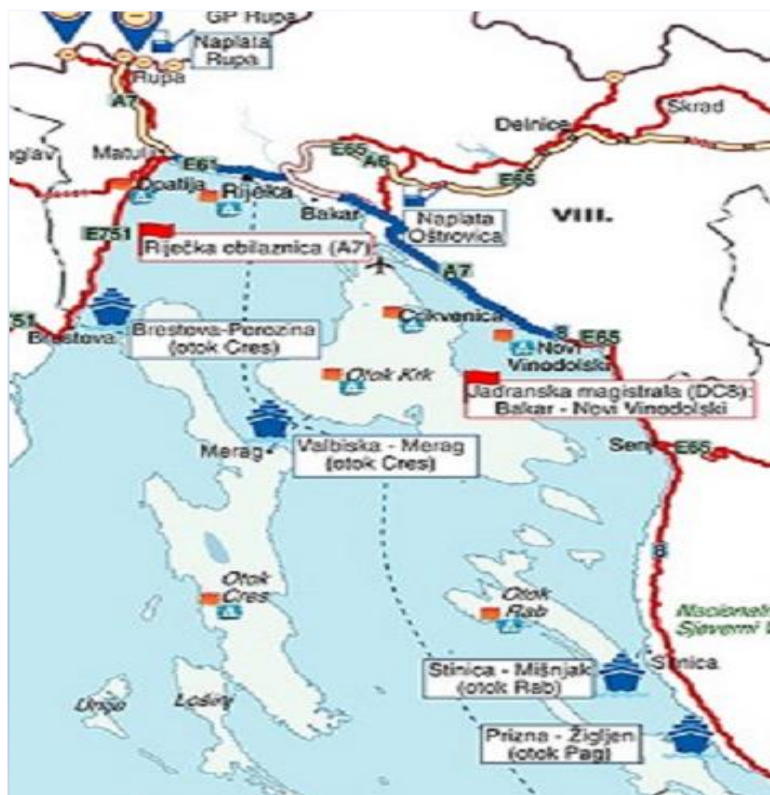 GP Rupa
Naplata
Rupa
Rupa
A7
Skrad
Delnice
E65
A6
Matulji
E61
E65
Opatija
Rijeka
Bakar
Naplata
Oštrovica
VIII.
E751
Riječka obilaznica (A7)
A7
Crikvenica
8
E65
Brestova
Brestova-Porozina
(otok Cres)
Novi
Vinodolski
Otok Krk
Jadranska magistrala (DC8):
Bakar - Novi Vinodolski
Merag
Valbiska - Merag
(otok Cres)
Senj
E65
8
Otok
Cres
Otok
Rab
Stinica - Mišnjak
(otok Rab)
Stinica
Unije
Lošinj
Prizna - Žigljen
(otok Pag)